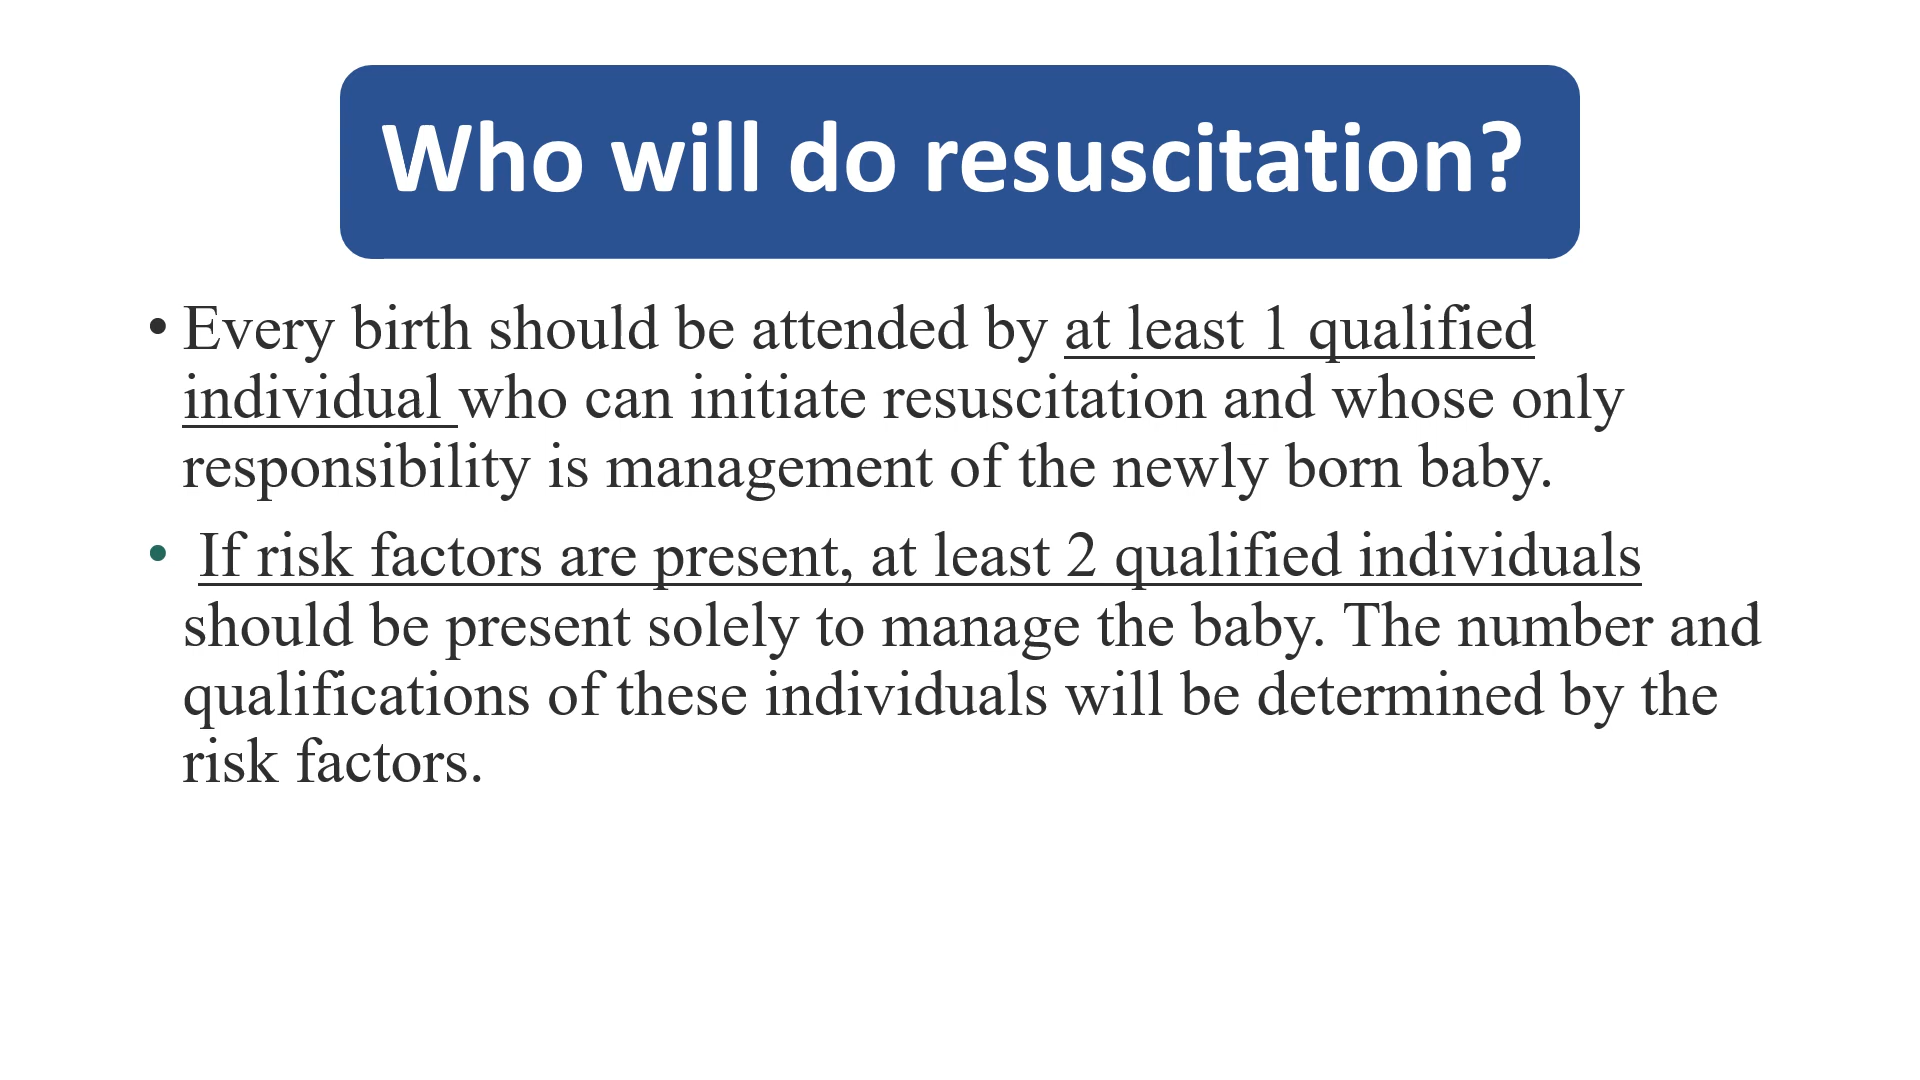 Who will do resuscitation?
• Every birth should be attended by at least 1 qualified
individual who can initiate resuscitation and whose only
responsibility is management of the newly born baby.
• If risk factors are present, at least 2 qualified individuals
should be present solely to manage the baby. The number and
qualifications of these individuals will be determined by the
risk factors.